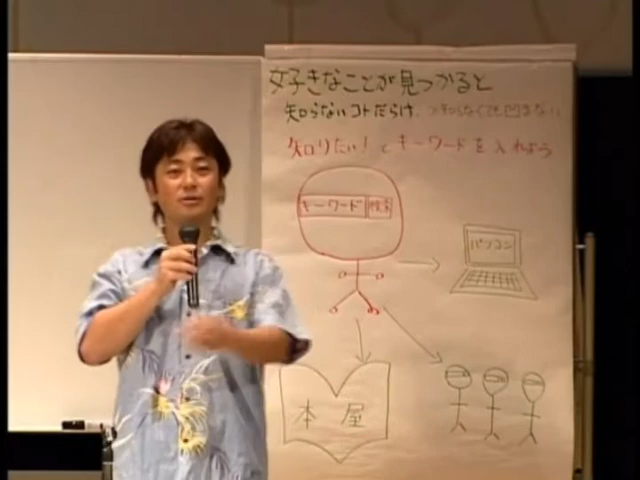 好きなことが見つかると
知らないコトだらけ。
知りたい！とキーワードを入れよう
キーワード 検索
パソコン
本屋